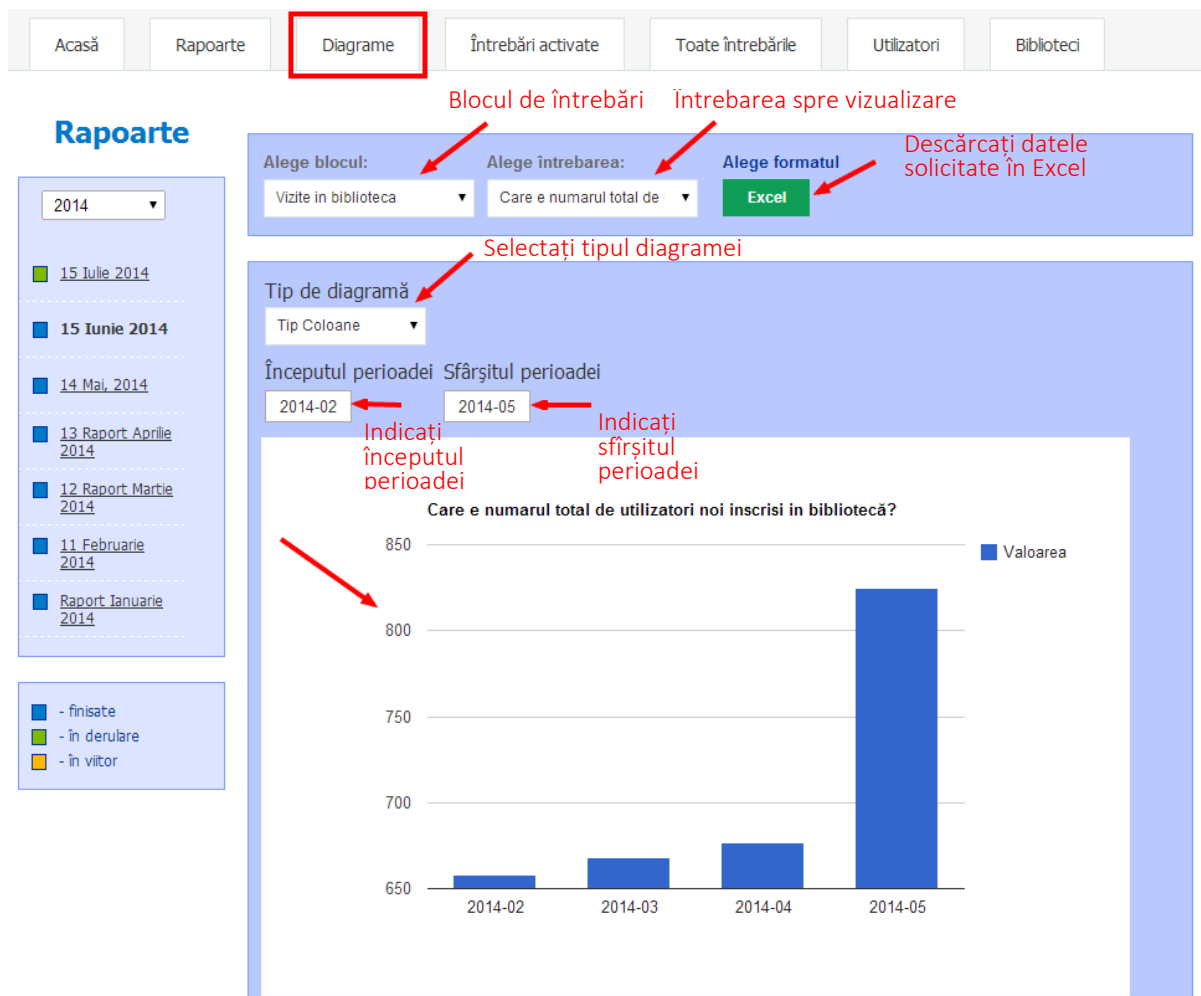 Acasă
Rapoarte
Diagrame
Întrebări activate
Toate întrebările
Utilizatori
Biblioteci
Blocul de întrebări
Întrebarea spre vizualizare
Rapoarte
Descărcați datele
solicitate în Excel
Alege blocul:
Alege întrebarea:
Alege formatul
Vizite in biblioteca
Care e numarul total de
Excel
2014
Selectați tipul diagramei
15 Iulie 2014
15 Iunie 2014
14 Mai, 2014
13 Raport Aprilie
2014
12 Raport Martie
2014
11 Februarie
2014
Raport Ianuarie
2014
- finisate
- în derulare
- în viitor
Tip de diagramă
Tip Coloane
Începutul perioadei
Sfârşitul perioadei
2014-02
2014-05
Indicați
începutul
perioadei
Indicați
sfîrșitul
perioadei
Care e numarul total de utilizatori noi inscrisi in bibliotecă?
850
800
750
700
650
Valoarea
2014-02
2014-03
2014-04
2014-05